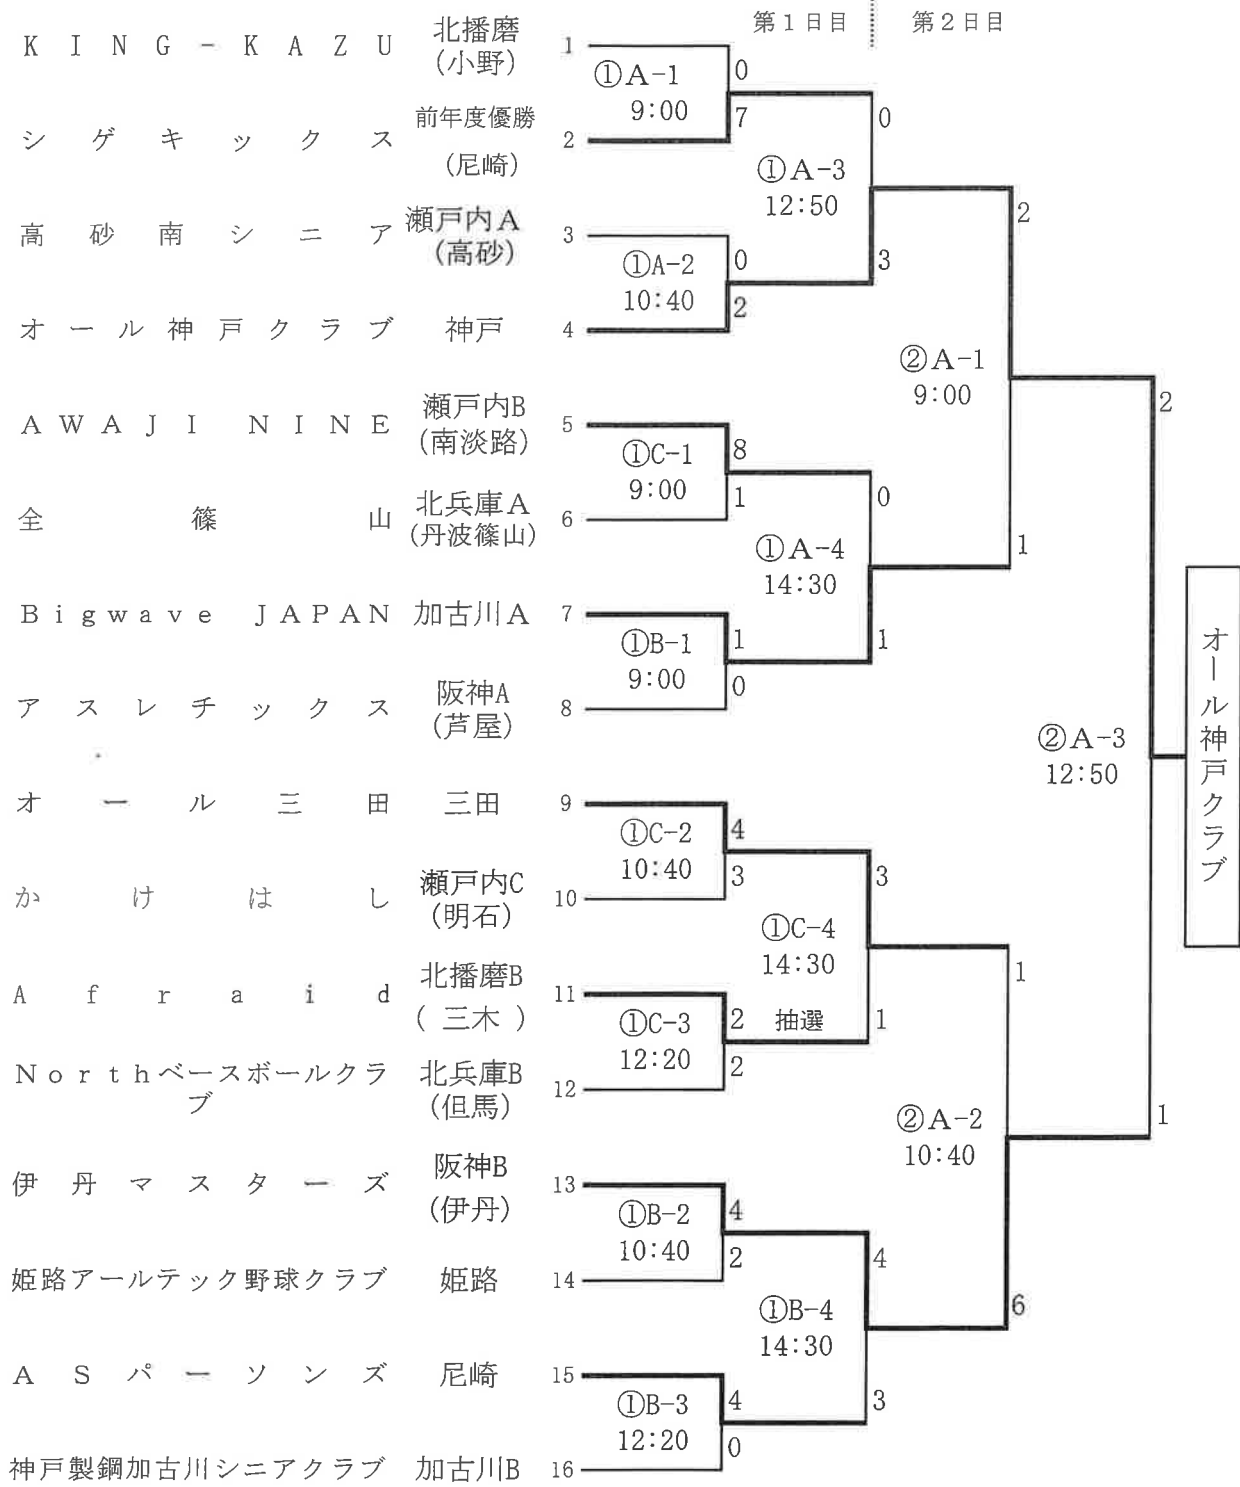 第１日目 第２日目
ＫＩＮＧ－ＫＡＺＵ 北播磨
(小野) 1
①A-1 0
9:00 7
シゲキックス 前年度優勝
(尼崎) 2
①A-3 0
12:50 3
高砂南シニア 瀬戸内A
(高砂) 3
①A-2 0
10:40 2
オール神戸クラブ 神戸 4
②A-1 2
9:00 1
AWAJI NINE 瀬戸内B
(南淡路) 5
①C-1 8
9:00 1
全篠山 北兵庫A
(丹波篠山) 6
①A-4 0
14:30 1
Bigwave JAPAN 加古川A 7
①B-1 1
9:00 0
アスレチックス 阪神A
(芦屋) 8
②A-3 2
12:50 1
オール神戸クラブ
オール三田 三田 9
①C-2 4
10:40 3
かけはし 瀬戸内C
(明石) 10
①C-4 3
14:30 1
Afraid 北播磨B
(三木) 11
①C-3 2 抽選
12:20 2
Northベースボールクラ
ブ 北兵庫B
(但馬) 12
②A-2 1
10:40 6
伊丹マスターズ 阪神B
(伊丹) 13
①B-2 4
10:40 2
姫路アールテック野球クラブ 姫路 14
①B-4 4
14:30 3
ASパーソンズ 尼崎 15
①B-3 4
12:20 0
神戸製鋼加古川シニアクラブ 加古川B 16